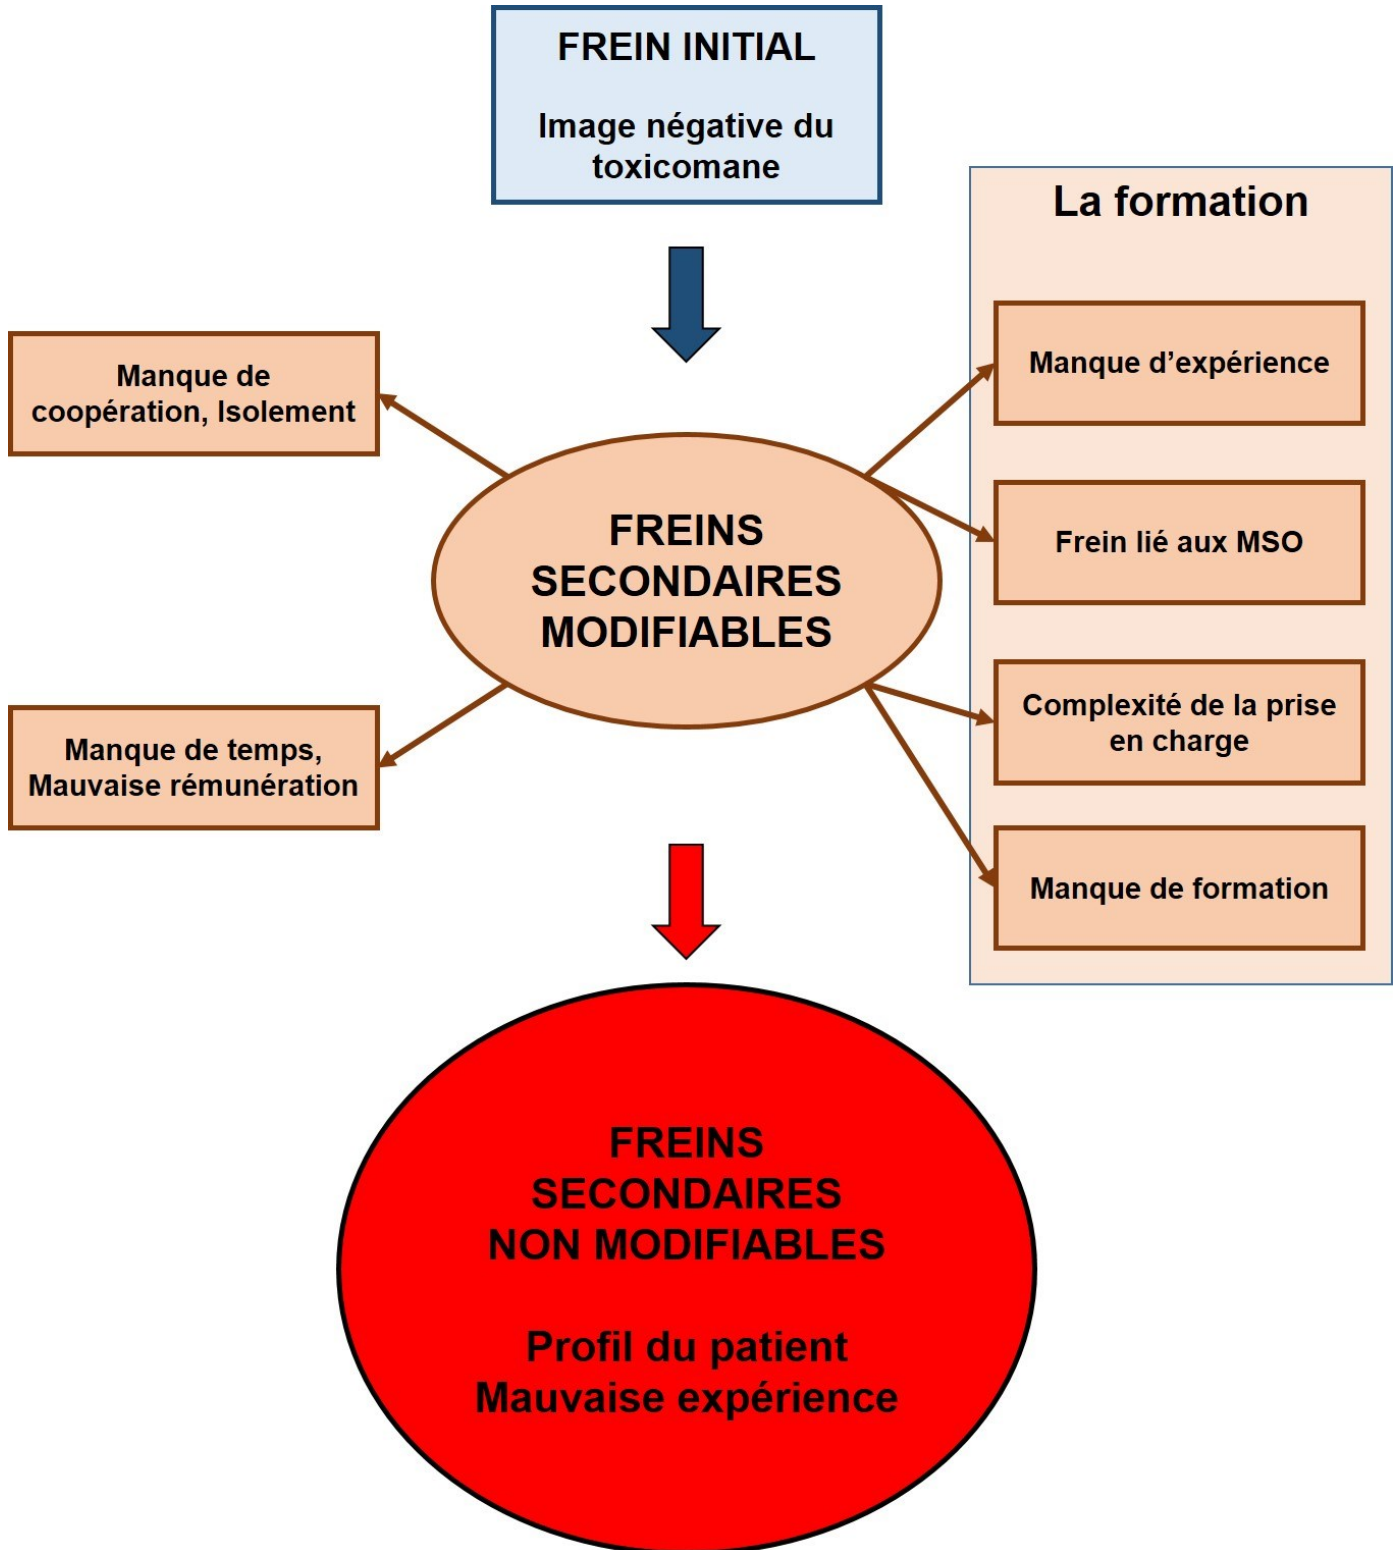 FREIN INITIAL
Image négative du
toxicomane
La formation
Manque d’expérience
Frein lié aux MSO
Complexité de la prise
en charge
Manque de formation
Manque de
coopération, Isolement
Manque de temps,
Mauvaise rémunération
FREINS
SECONDAIRES
MODIFIABLES
FREINS
SECONDAIRES
NON MODIFIABLES
Profil du patient
Mauvaise expérience